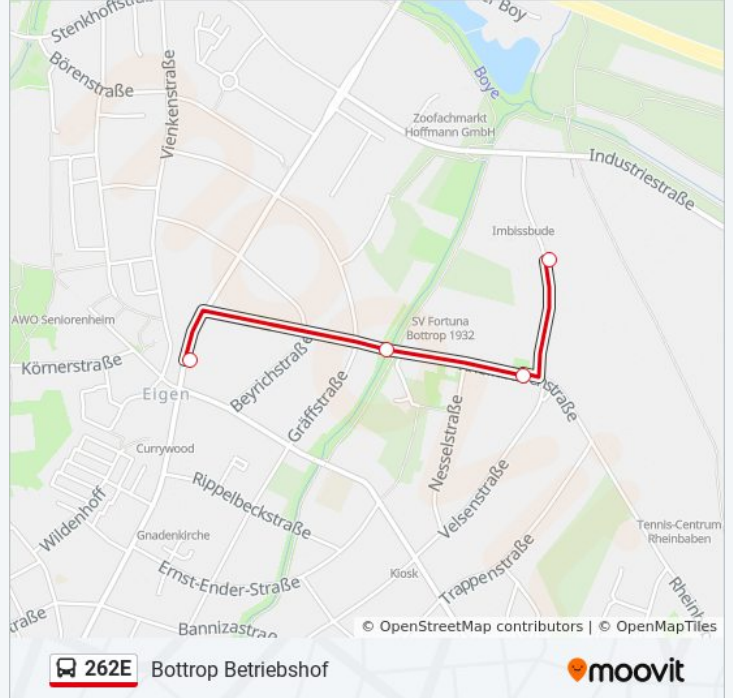 Stenkhoffstraße
er Boy
Börenstraße
Vienkenstraße
Boye
Zoofachmarkt
Hoffmann GmbH
Industriestraße
Imbissbude
AWO Seniorenheim
SV Fortuna
Bottrop 1932
Körnerstraße
Beyrichstraße
Eigen
Gräffstraße
Nesselstraße
Currywood
Rippelbeckstraße
Velsenstraße
Wildenhoff
Gnadenkirche
Tennis-Centrum
Rheinbaben
Ernst-Ender-Straße
Kiosk
Trappenstraße
raße
Bannizastraße
© OpenStreetMap contributors | © OpenMapTiles
262E Bottrop Betriebshof
moovit